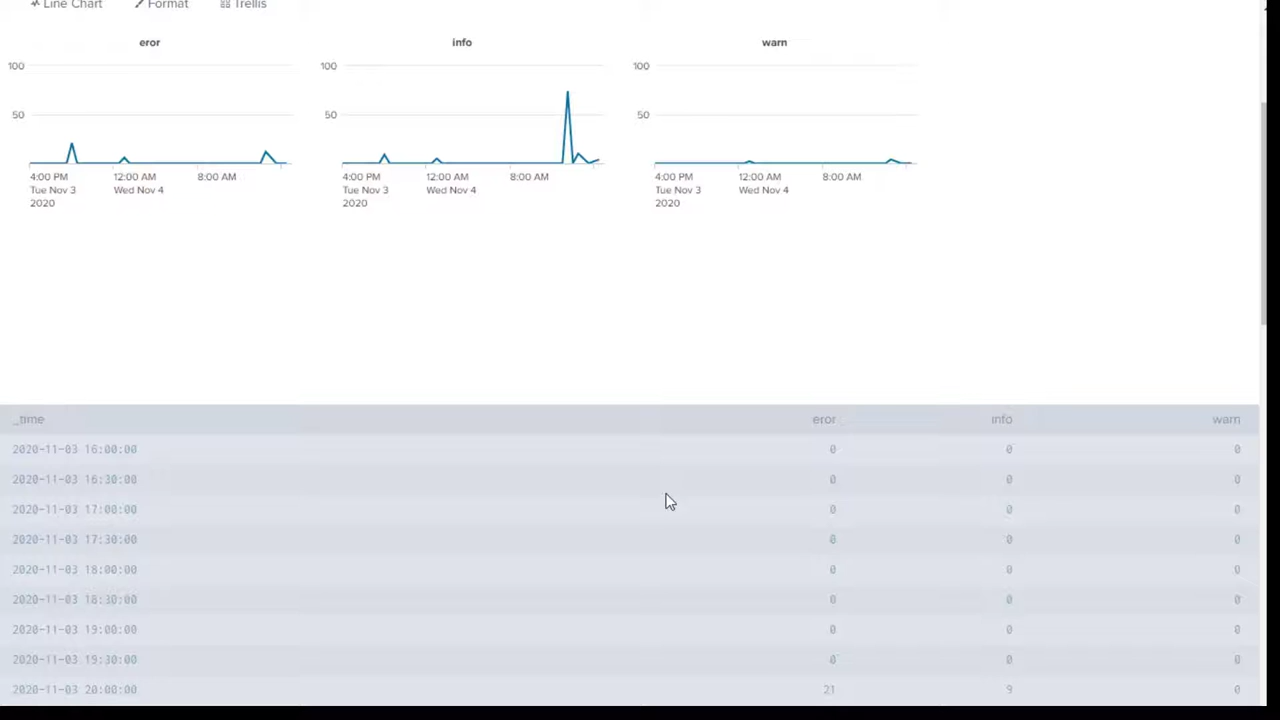 Line Chart Format Trellis
eror info warn
100 100 100
50 50 50
4:00 PM 12:00 AM 8:00 AM 4:00 PM 12:00 AM 8:00 AM 4:00 PM 12:00 AM 8:00 AM
Tue Nov 3 Wed Nov 4 Tue Nov 3 Wed Nov 4 Tue Nov 3 Wed Nov 4
2020 2020 2020
_time eror info warn
2020-11-03 16:00:00 0 0 0
2020-11-03 16:30:00 0 0 0
2020-11-03 17:00:00 0 0 0
2020-11-03 17:30:00 0 0 0
2020-11-03 18:00:00 0 0 0
2020-11-03 18:30:00 0 0 0
2020-11-03 19:00:00 0 0 0
2020-11-03 19:30:00 0 0 0
2020-11-03 20:00:00 21 9 0